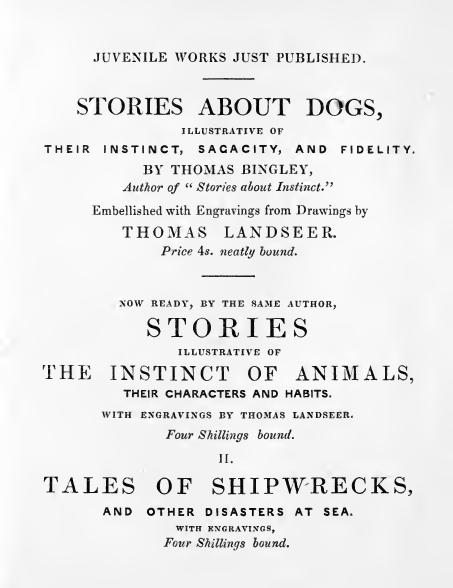 JUVENILE WORKS JUST PUBLISHED.
STORIES ABOUT DOGS,
ILLUSTRATIVE OF
THEIR INSTINCT, SAGACITY, AND FIDELITY.
BY THOMAS BINGLEY,
Author of “ Stories about Instinct.”
Embellished with Engravings from Drawings by
THOMAS LANDSEER.
Price 4s. neatly bound.
NOW READY, BY THE SAME AUTHOR,
STORIES
ILLUSTRATIVE OF
THE INSTINCT OF ANIMALS,
THEIR CHARACTERS AND HABITS.
WITH ENGRAVINGS BY THOMAS LANDSEER.
Four Shillings bound.
II.
TALES OF SHIPWRECKS,
AND OTHER DISASTERS AT SEA.
WITH ENGRAVINGS,
Four Shillings bound.